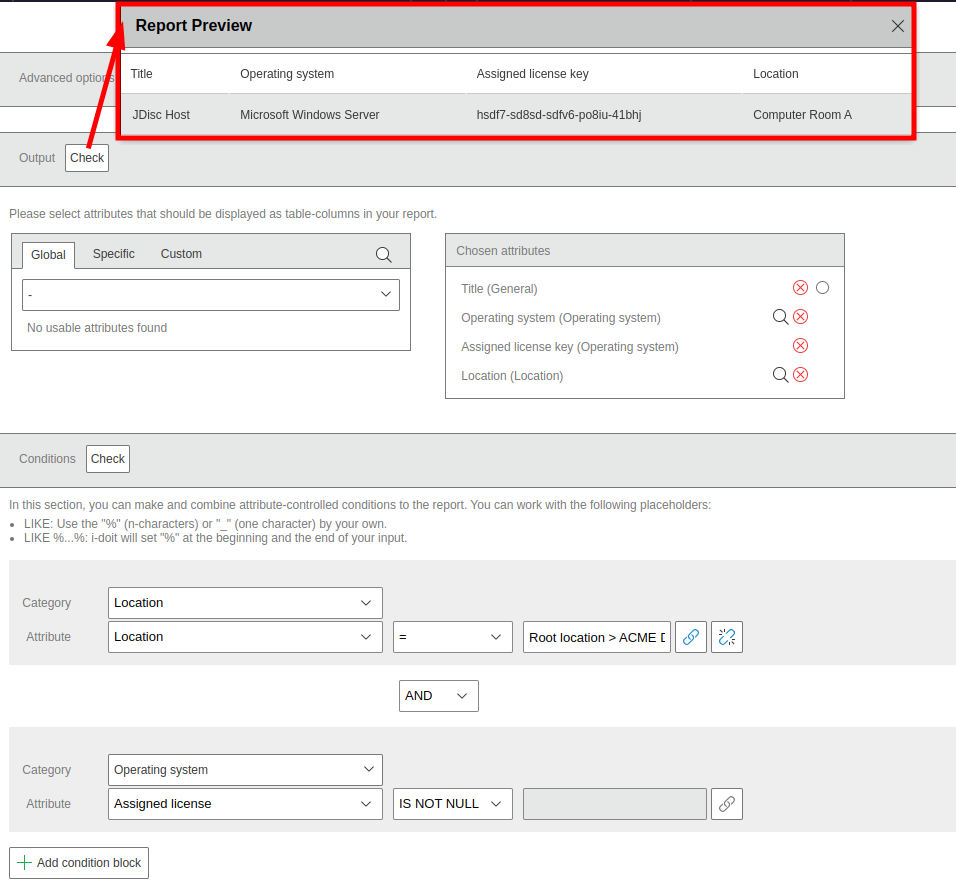 Report Preview
Title Operating system Assigned license key Location
JDisc Host Microsoft Windows Server hsdf7-sd8sd-sdfv6-po8iu-41bhj Computer Room A
Advanced options
Output Check
Please select attributes that should be displayed as table-columns in your report.
Global Specific Custom
-
No usable attributes found
Chosen attributes
Title (General)
Operating system (Operating system)
Assigned license key (Operating system)
Location (Location)
Conditions Check
In this section, you can make and combine attribute-controlled conditions to the report. You can work with the following placeholders:
• LIKE: Use the "%" (n-characters) or "_" (one character) by your own.
• LIKE %...%: i-doit will set "%" at the beginning and the end of your input.
Category Location
Attribute Location = Root location > ACME D
AND
Category Operating system
Attribute Assigned license IS NOT NULL
Add condition block